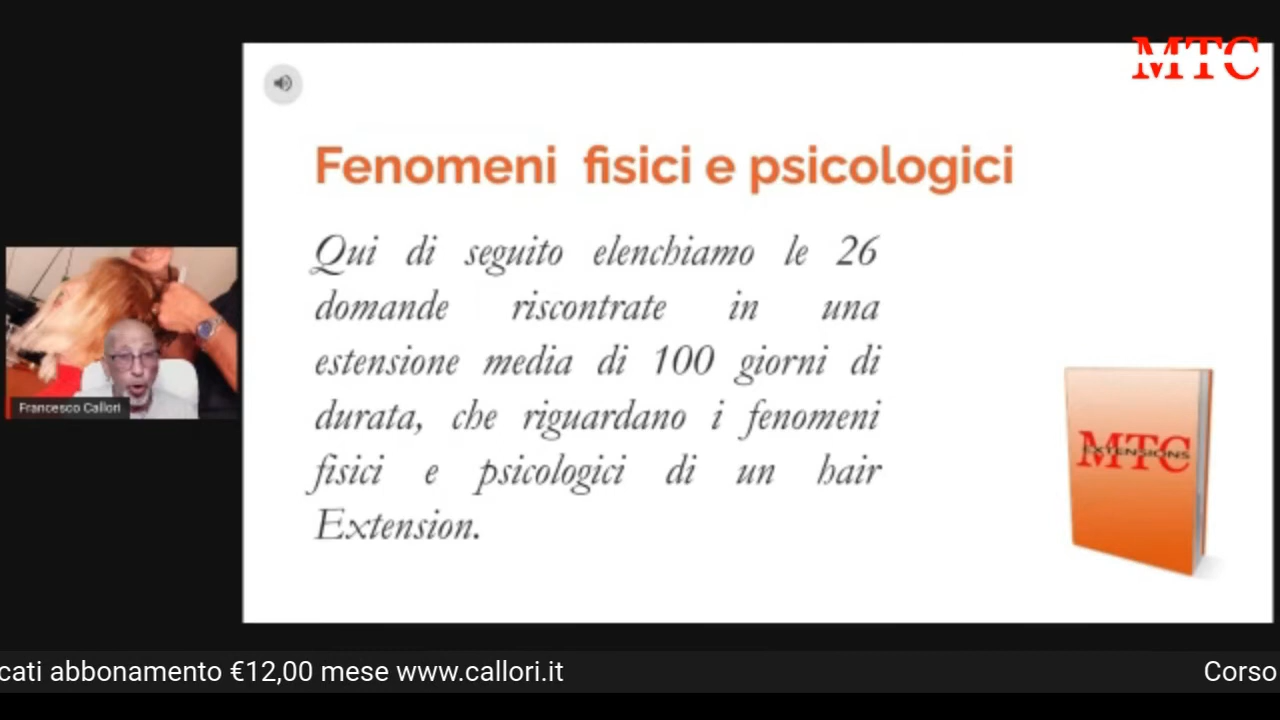 MTC
Fenomeni fisici e psicologici
Qui di seguito elenchiamo le 26
domande riscontrate in una
estensione media di 100 giorni di
durata, che riguardano i fenomeni
fisici e psicologici di un hair
Extension.
MTC
EXTENSIONS
Francesco Callori
cati abbonamento €12,00 mese www.callori.it
Corso